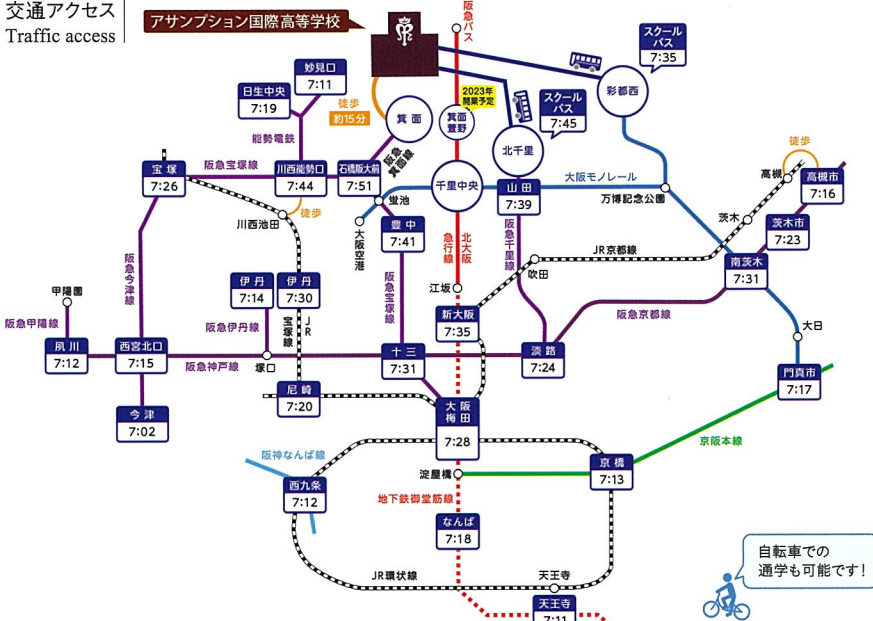 交通アクセス
Traffic access
アサンプション国際高等学校
阪急バス
スクール
バス
7:35
妙見口
7:11
日生中央
7:19
徒歩
約15分
箕面
2023年
開業予定
箕面
萱野
スクール
バス
7:45
彩都西
能勢電鉄
阪急
箕面線
北千里
徒歩
宝塚
7:26
阪急宝塚線
川西能勢口
7:44
石橋阪大前
7:51
千里中央
山田
7:39
大阪モノレール
高槻
高槻市
7:16
蛍池
万博記念公園
徒歩
川西池田
大阪空港
豊中
7:41
茨木
茨木市
7:23
阪急今津線
北大阪
急行線
阪急千里線
JR京都線
吹田
南茨木
7:31
甲陽園
伊丹
7:14
伊丹
7:30
阪急宝塚線
江坂
阪急甲陽線
阪急伊丹線
JR
宝塚線
新大阪
7:35
阪急京都線
大日
夙川
7:12
西宮北口
7:15
阪急神戸線
塚口
十三
7:31
淡路
7:24
門真市
7:17
今津
7:02
尼崎
7:20
大阪
梅田
7:28
京阪本線
阪神なんば線
淀屋橋
京橋
7:13
西九条
7:12
地下鉄御堂筋線
なんば
7:18
自転車での
通学も可能です!
JR環状線
天王寺
天王寺
7:11